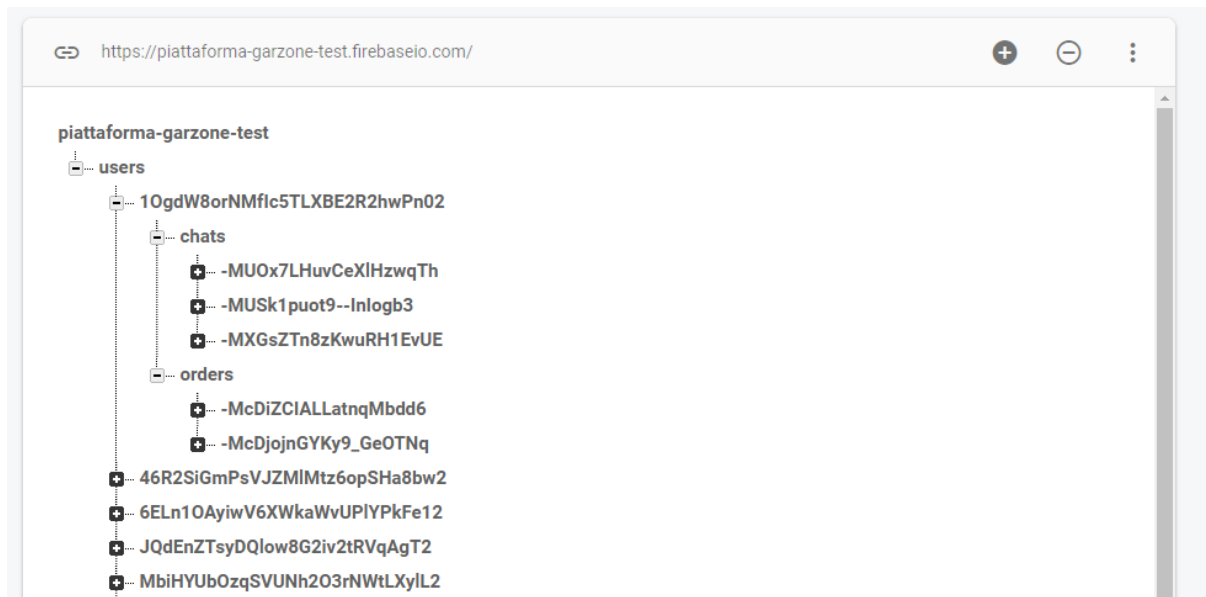 https://piattaforma-garzone-test.firebaseio.com/
piattaforma-garzone-test
users
1OgdW8orNMfIc5TLXBE2R2hwPn02
chats
-MUOx7LHuvCeXlHzwqTh
-MUSk1puot9--InIogb3
-MXGsZTn8zKwuRH1EvUE
orders
-McDiZCIALLatnqMbdd6
-McDjojnGYKy9_GeOTNq
46R2SiGmPsVJZMlMtz6opSHa8bw2
6ELn1OAyiwV6XWkaWvUPlYPkFe12
JQdEnZTsyDQlow8G2iv2tRVqAgT2
MbiHYUbOzqSVUNh2O3rNWtLXylL2